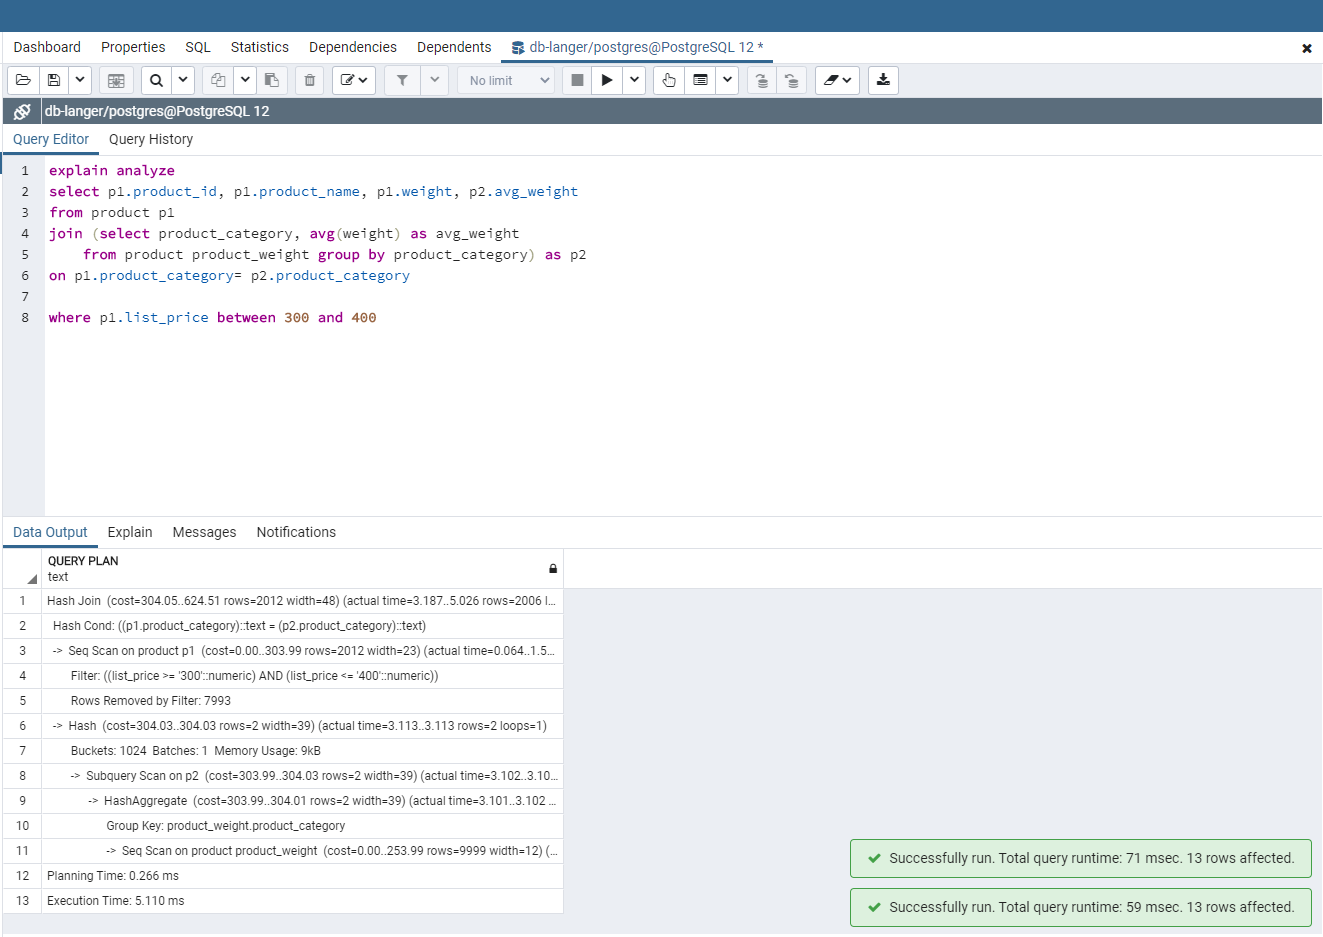 Dashboard Properties SQL Statistics Dependencies Dependents db-langer/postgres@PostgreSQL 12 *
No limit
db-langer/postgres@PostgreSQL 12
Query Editor Query History
1 explain analyze
2 select p1.product_id, p1.product_name, p1.weight, p2.avg_weight
3 from product p1
4 join (select product_category, avg(weight) as avg_weight
5 from product product_weight group by product_category) as p2
6 on p1.product_category= p2.product_category
7
8 where p1.list_price between 300 and 400
Data Output Explain Messages Notifications
QUERY PLAN
text
1 Hash Join (cost=304.05..624.51 rows=2012 width=48) (actual time=3.187..5.026 rows=2006 l...
2 Hash Cond: ((p1.product_category)::text = (p2.product_category)::text)
3 -> Seq Scan on product p1 (cost=0.00..303.99 rows=2012 width=23) (actual time=0.064..1.5...
4 Filter: ((list_price >= '300'::numeric) AND (list_price <= '400'::numeric))
5 Rows Removed by Filter: 7993
6 -> Hash (cost=304.03..304.03 rows=2 width=39) (actual time=3.113..3.113 rows=2 loops=1)
7 Buckets: 1024 Batches: 1 Memory Usage: 9kB
8 -> Subquery Scan on p2 (cost=303.99..304.03 rows=2 width=39) (actual time=3.102..3.10...
9 -> HashAggregate (cost=303.99..304.01 rows=2 width=39) (actual time=3.101..3.102 ...
10 Group Key: product_weight.product_category
11 -> Seq Scan on product product_weight (cost=0.00..253.99 rows=9999 width=12) (...
12 Planning Time: 0.266 ms
13 Execution Time: 5.110 ms
Successfully run. Total query runtime: 71 msec. 13 rows affected.
Successfully run. Total query runtime: 59 msec. 13 rows affected.